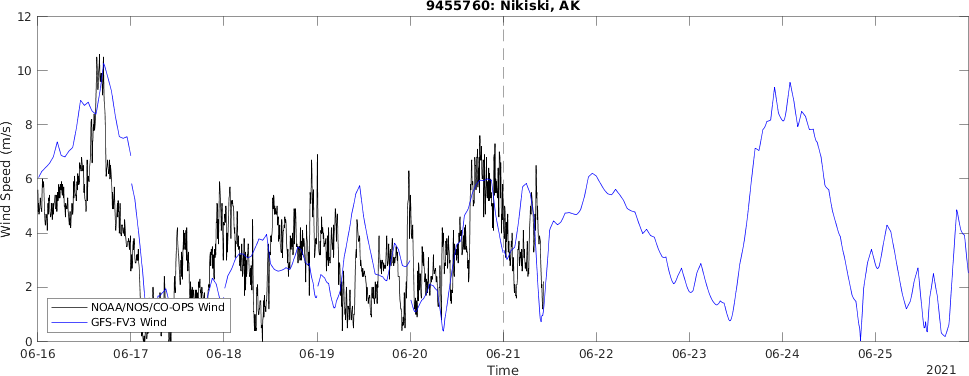 9455760: Nikiski, AK
Wind Speed (m/s)
12
10
8
6
4
2
0
NOAA/NOS/CO-OPS Wind
GFS-FV3 Wind
06-16 06-17 06-18 06-19 06-20 06-21 06-22 06-23 06-24 06-25
Time
2021